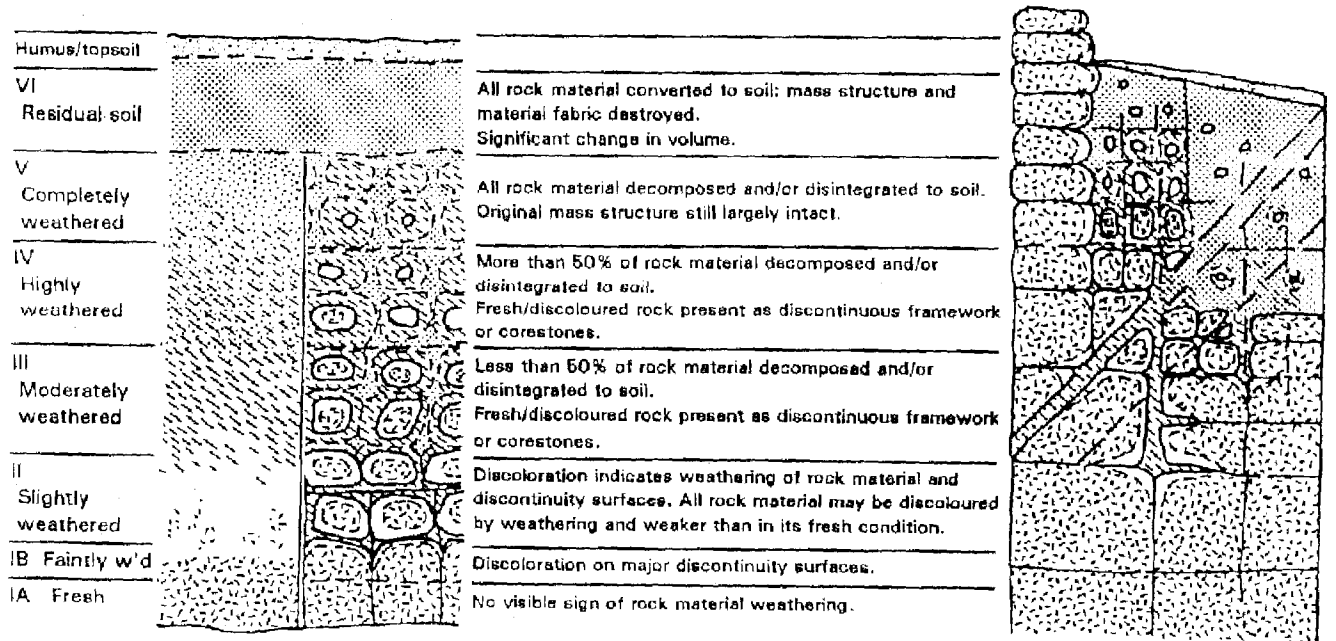 Humus/topsoil
VI
Residual soil
All rock material converted to soil: mass structure and
material fabric destroyed.
Significant change in volume.
V
Completely
weathered
All rock material decomposed and/or disintegrated to soil.
Original mass structure still largely intact.
IV
Highly
weathered
More than 50% of rock material decomposed and/or
disintegrated to soil.
Fresh/discoloured rock present as discontinuous framework
or corestones.
III
Moderately
weathered
Less than 50% of rock material decomposed and/or
disintegrated to soil.
Fresh/discoloured rock present as discontinuous framework
or corestones.
II
Slightly
weathered
Discoloration indicates weathering of rock material and
discontinuity surfaces. All rock material may be discoloured
by weathering and weaker than in its fresh condition.
IB Faintly w'd
Discoloration on major discontinuity surfaces.
IA Fresh
No visible sign of rock material weathering.